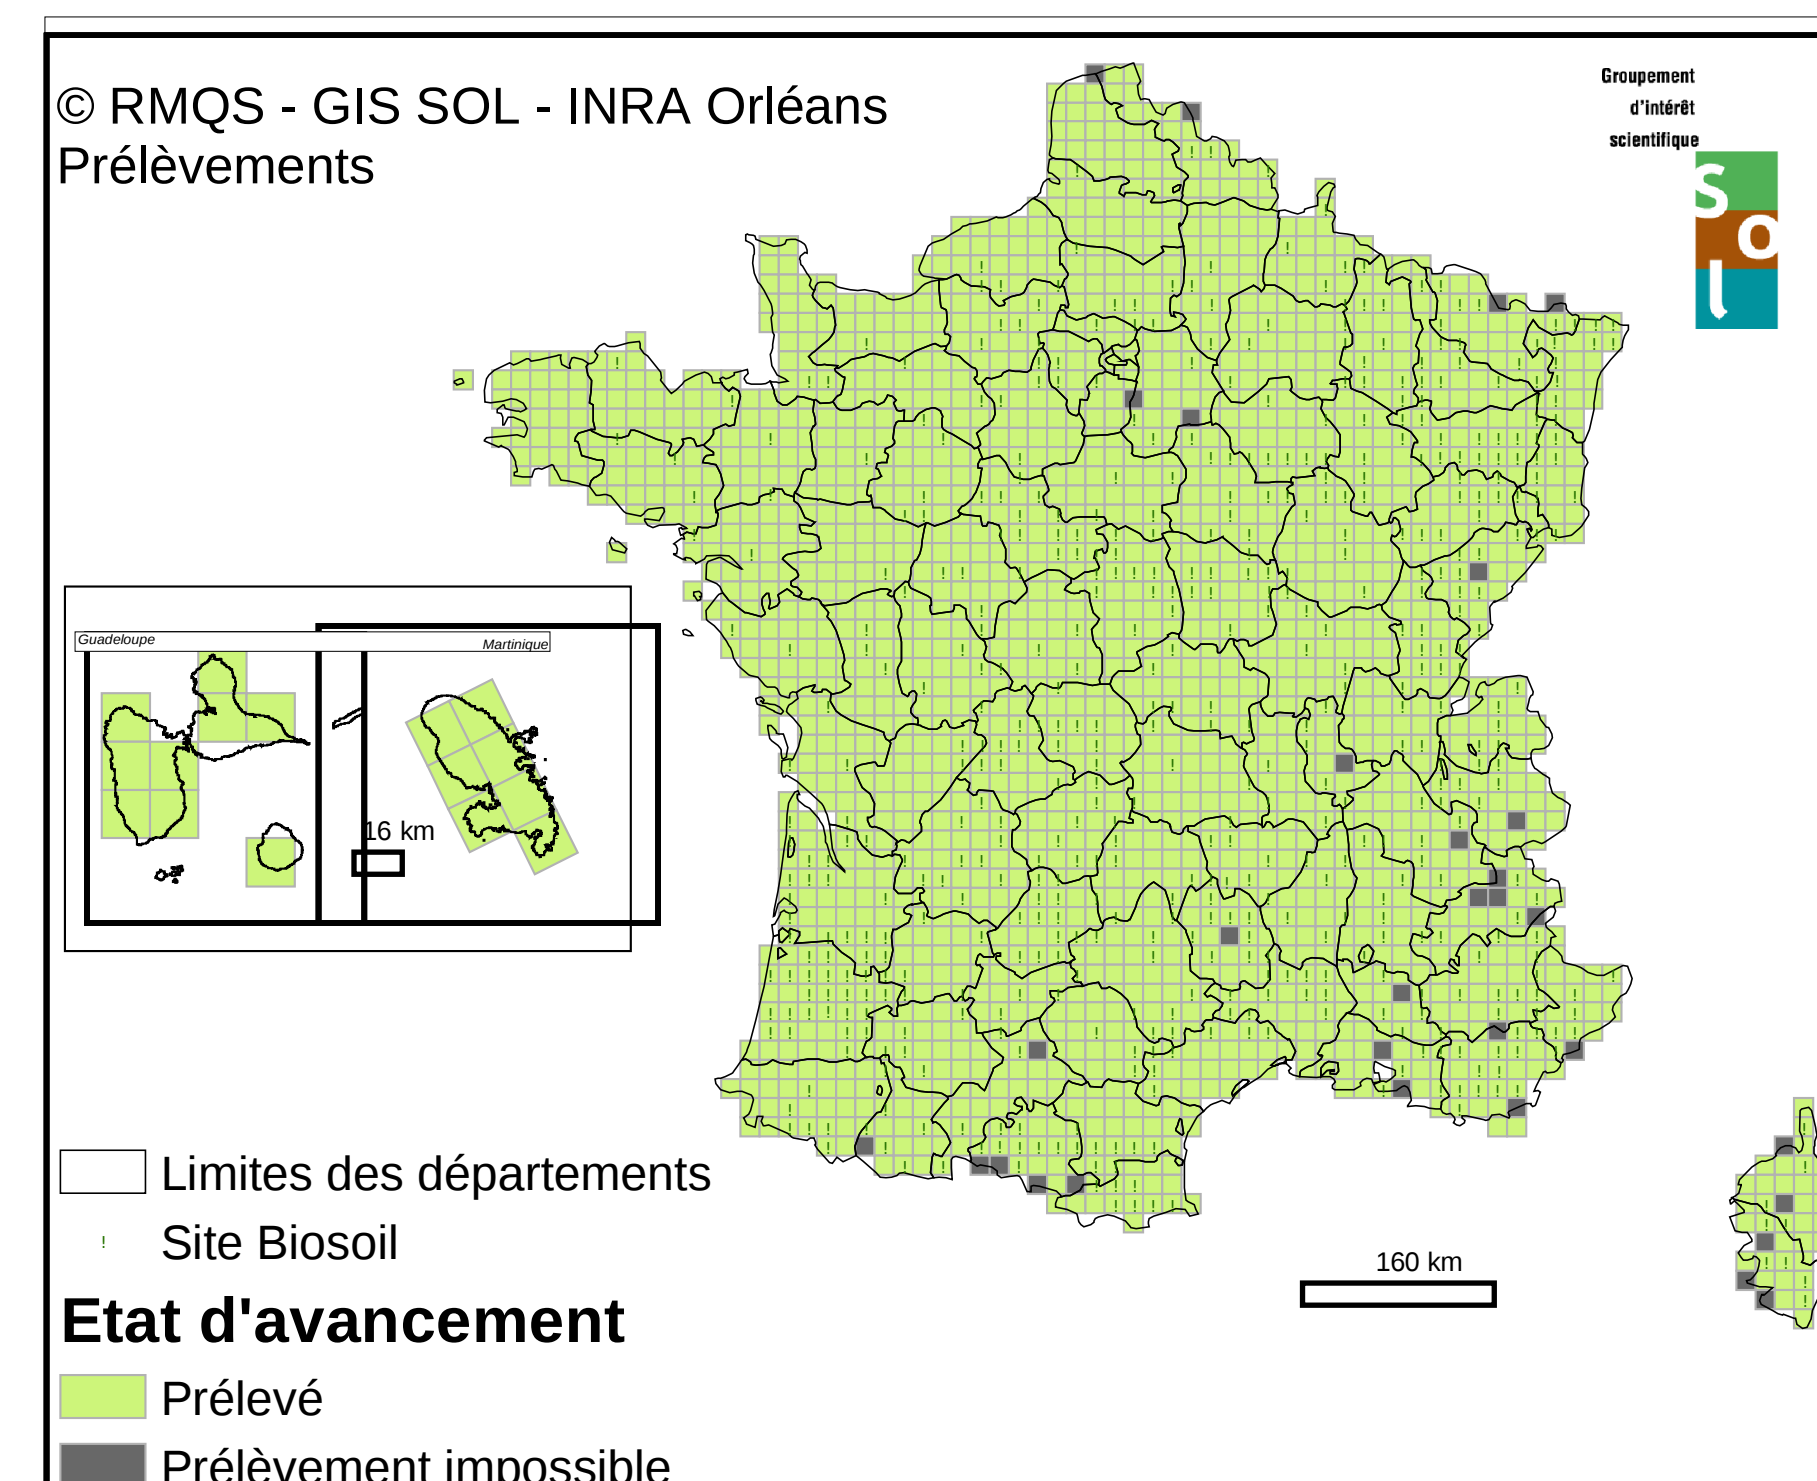 © RMQS - GIS SOL - INRA Orléans
Prélèvements
Groupement
d'intérêt
scientifique
S
O
l
Guadeloupe
Martinique
16 km
Limites des départements
! Site Biosoil
160 km
Etat d'avancement
Prélevé
Prélèvement impossible